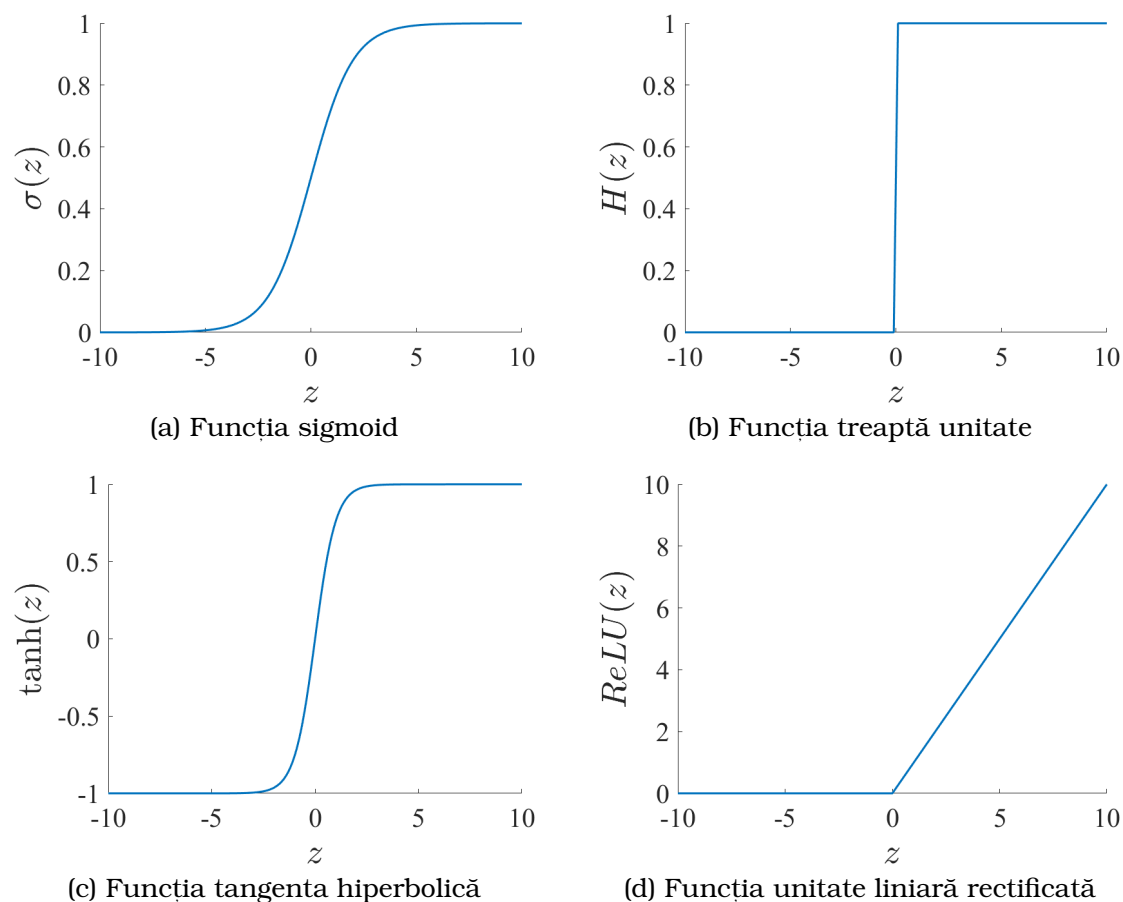 1
0.8
0.6
0.4
0.2
0
σ(z)
-10 -5 0 5 10
z
(a) Funcția sigmoid
1
0.8
0.6
0.4
0.2
0
H(z)
-10 -5 0 5 10
z
(b) Funcția treaptă unitate
1
0.5
0
-0.5
-1
tanh(z)
-10 -5 0 5 10
z
(c) Funcția tangenta hiperbolică
10
8
6
4
2
0
ReLU(z)
-10 -5 0 5 10
z
(d) Funcția unitate liniară rectificată